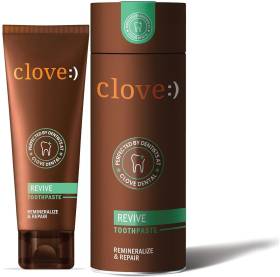 clove:)
PERFECTED BY DENTISTS AT
CLOVE DENTAL
REVIVE
TOOTHPASTE
REMINERALIZE
& REPAIR
clove:)
PERFECTED BY DENTISTS AT
CLOVE DENTAL
REVIVE
TOOTHPASTE
REMINERALIZE
& REPAIR